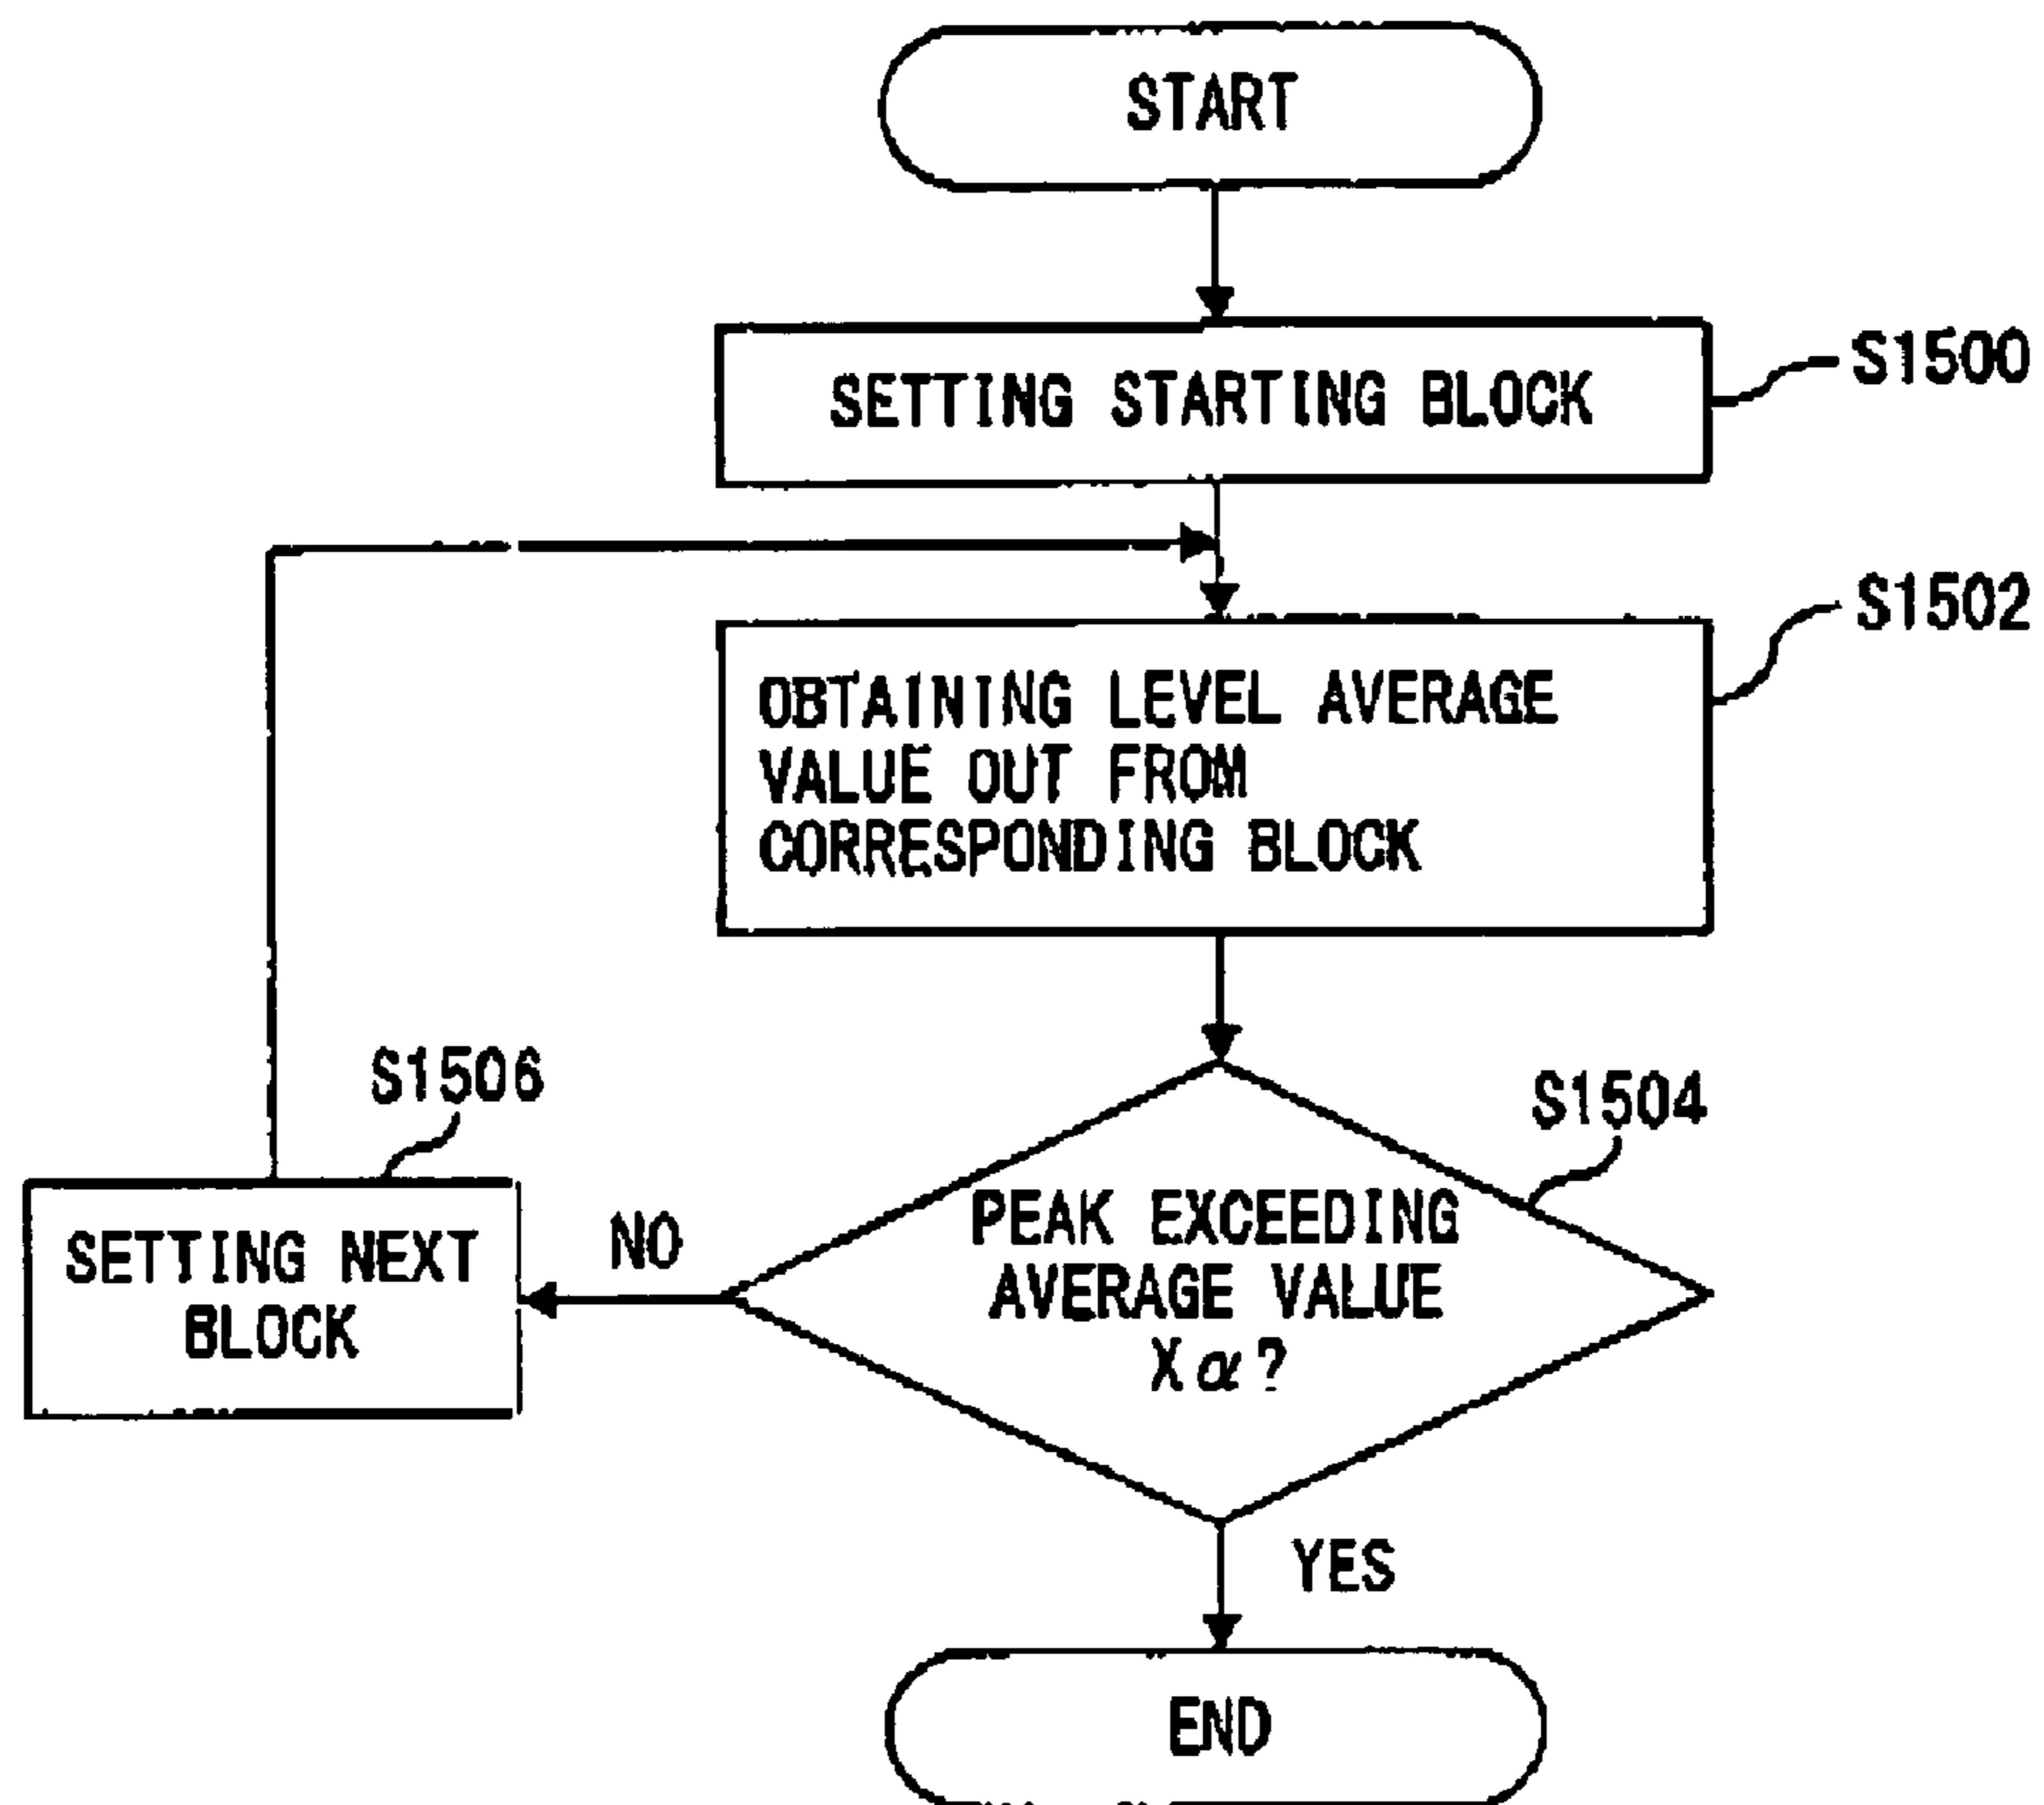 START
SETTING STARTING BLOCK
S1500
S1502
OBTAINING LEVEL AVERAGE
VALUE OUT FROM
CORRESPONDING BLOCK
S1506
S1504
SETTING NEXT
BLOCK
NO
PEAK EXCEEDING
AVERAGE VALUE
X α ?
YES
END